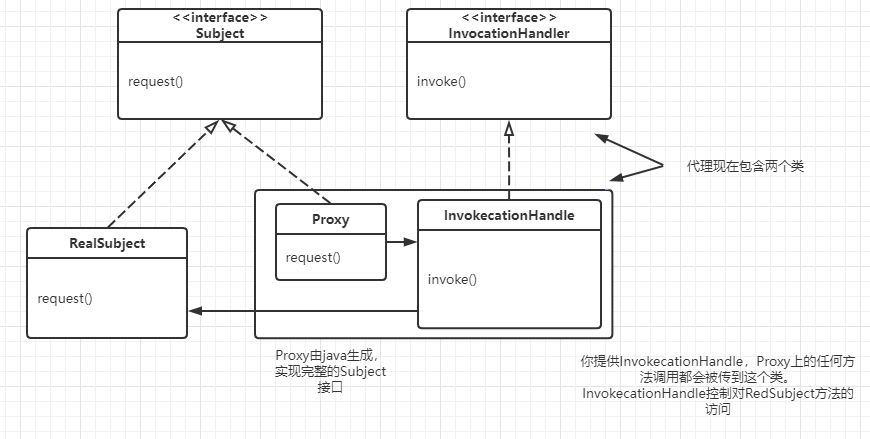 <<interface>>
Subject
request()
<<interface>>
InvocationHandler
invoke()
代理现在包含两个类
RealSubject
request()
Proxy
request()
InvokecationHandle
invoke()
Proxy由java生成，
实现完整的Subject
接口
你提供InvokecationHandle，Proxy上的任何方
法调用都会被传到这个类。
InvokecationHandle控制对RedSubject方法的
访问